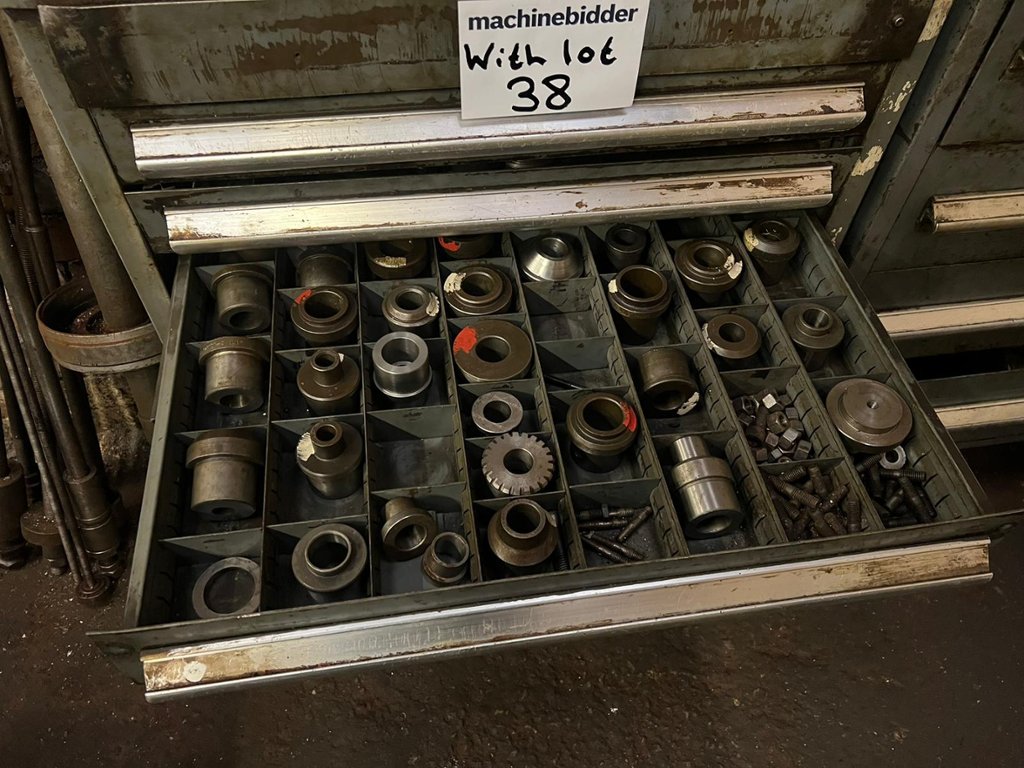 machinebidder
With lot
38